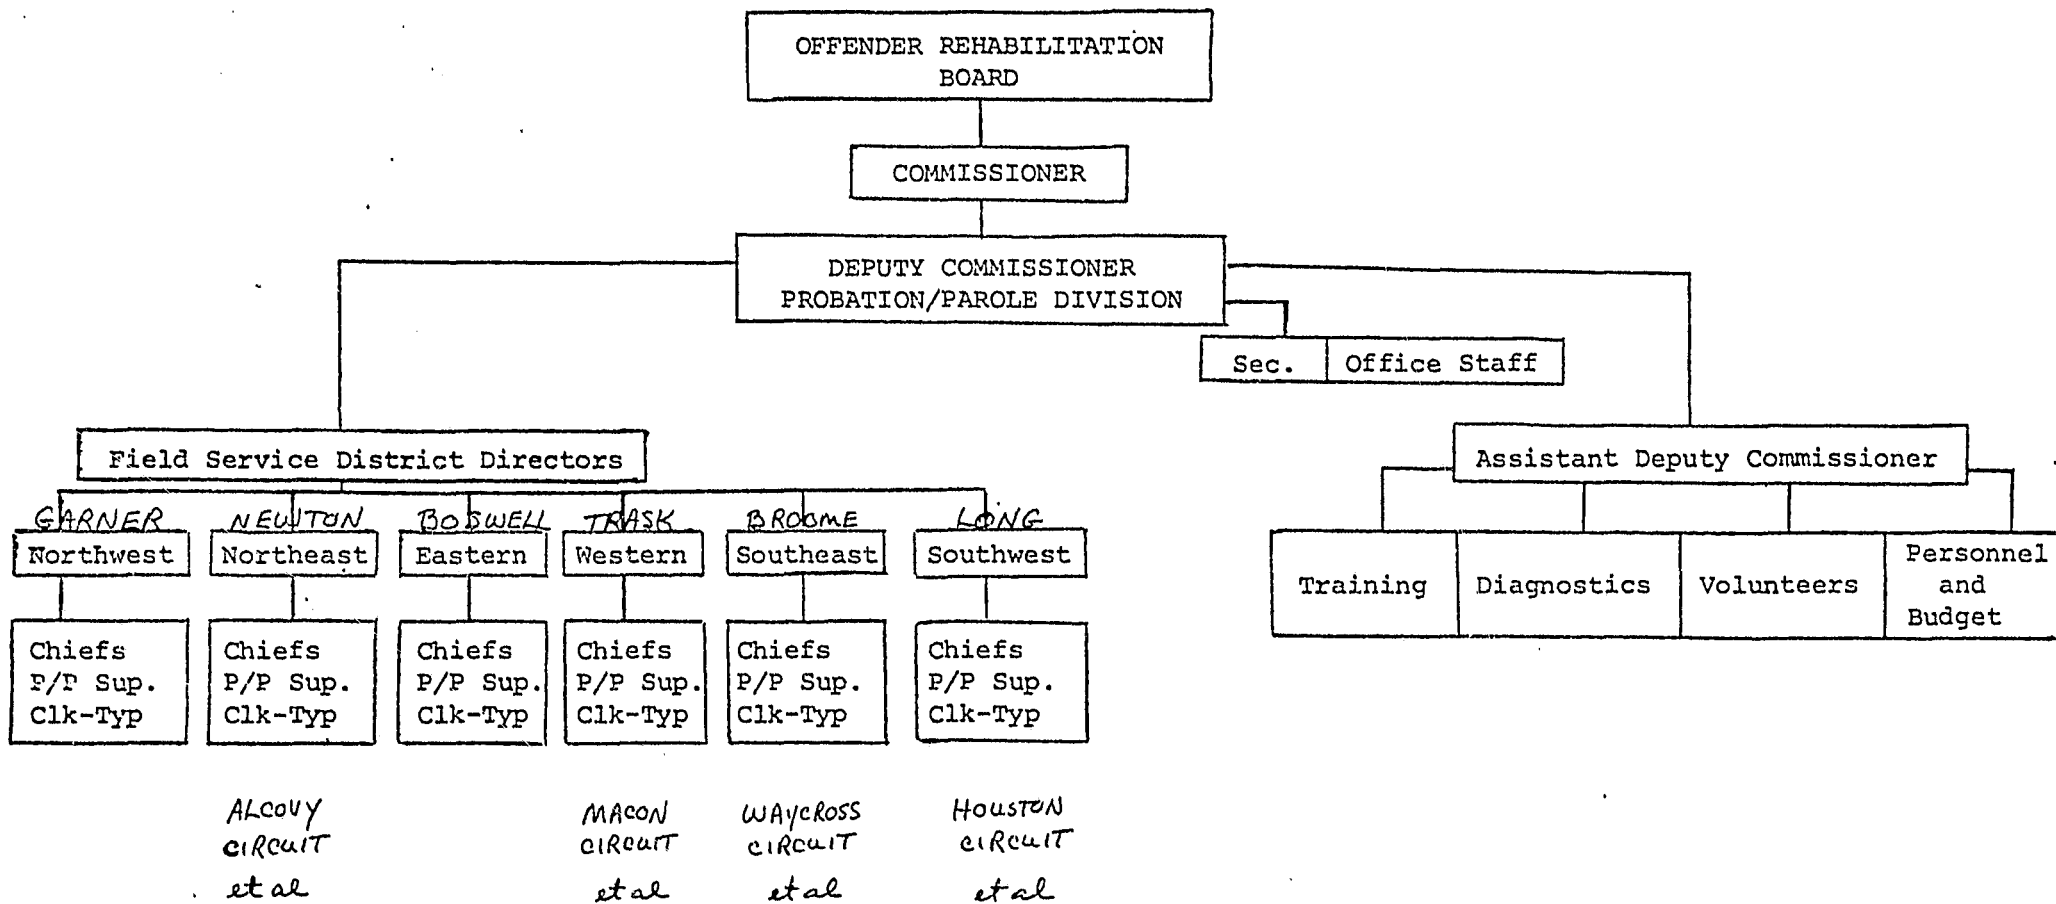 OFFENDER REHABILITATION
BOARD
COMMISSIONER
DEPUTY COMMISSIONER
PROBATION/PAROLE DIVISION
Sec. Office Staff
Field Service District Directors
Assistant Deputy Commissioner
GARNER NEWTON BOSWELL TRASK BROOME LONG
Northwest Northeast Eastern Western Southeast Southwest
Training Diagnostics Volunteers
Personnel
and
Budget
Chiefs
P/P Sup.
Clk-Typ
Chiefs
P/P Sup.
Clk-Typ
Chiefs
P/P Sup.
Clk-Typ
Chiefs
P/P Sup.
Clk-Typ
Chiefs
P/P Sup.
Clk-Typ
Chiefs
P/P Sup.
Clk-Typ
ALCOVY
CIRCUIT
et al
MACON
CIRCUIT
et al
WAYCROSS
CIRCUIT
et al
HOUSTON
CIRCUIT
et al